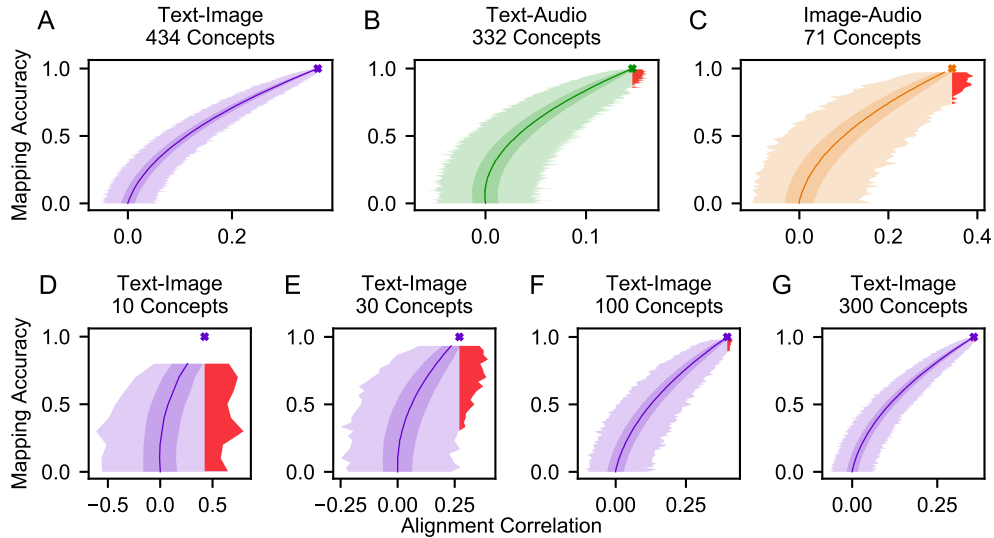 A
Text-Image
434 Concepts
B
Text-Audio
332 Concepts
C
Image-Audio
71 Concepts
Mapping Accuracy
1.0
0.5
0.0
0.0
0.2
1.0
0.5
0.0
0.0
0.1
1.0
0.5
0.0
0.0
0.2
0.4
D
Text-Image
10 Concepts
E
Text-Image
30 Concepts
F
Text-Image
100 Concepts
G
Text-Image
300 Concepts
Mapping Accuracy
1.0
0.5
0.0
−0.5
0.0
0.5
1.0
0.5
0.0
−0.25
0.00
0.25
1.0
0.5
0.0
0.00
0.25
1.0
0.5
0.0
0.00
0.25
Alignment Correlation